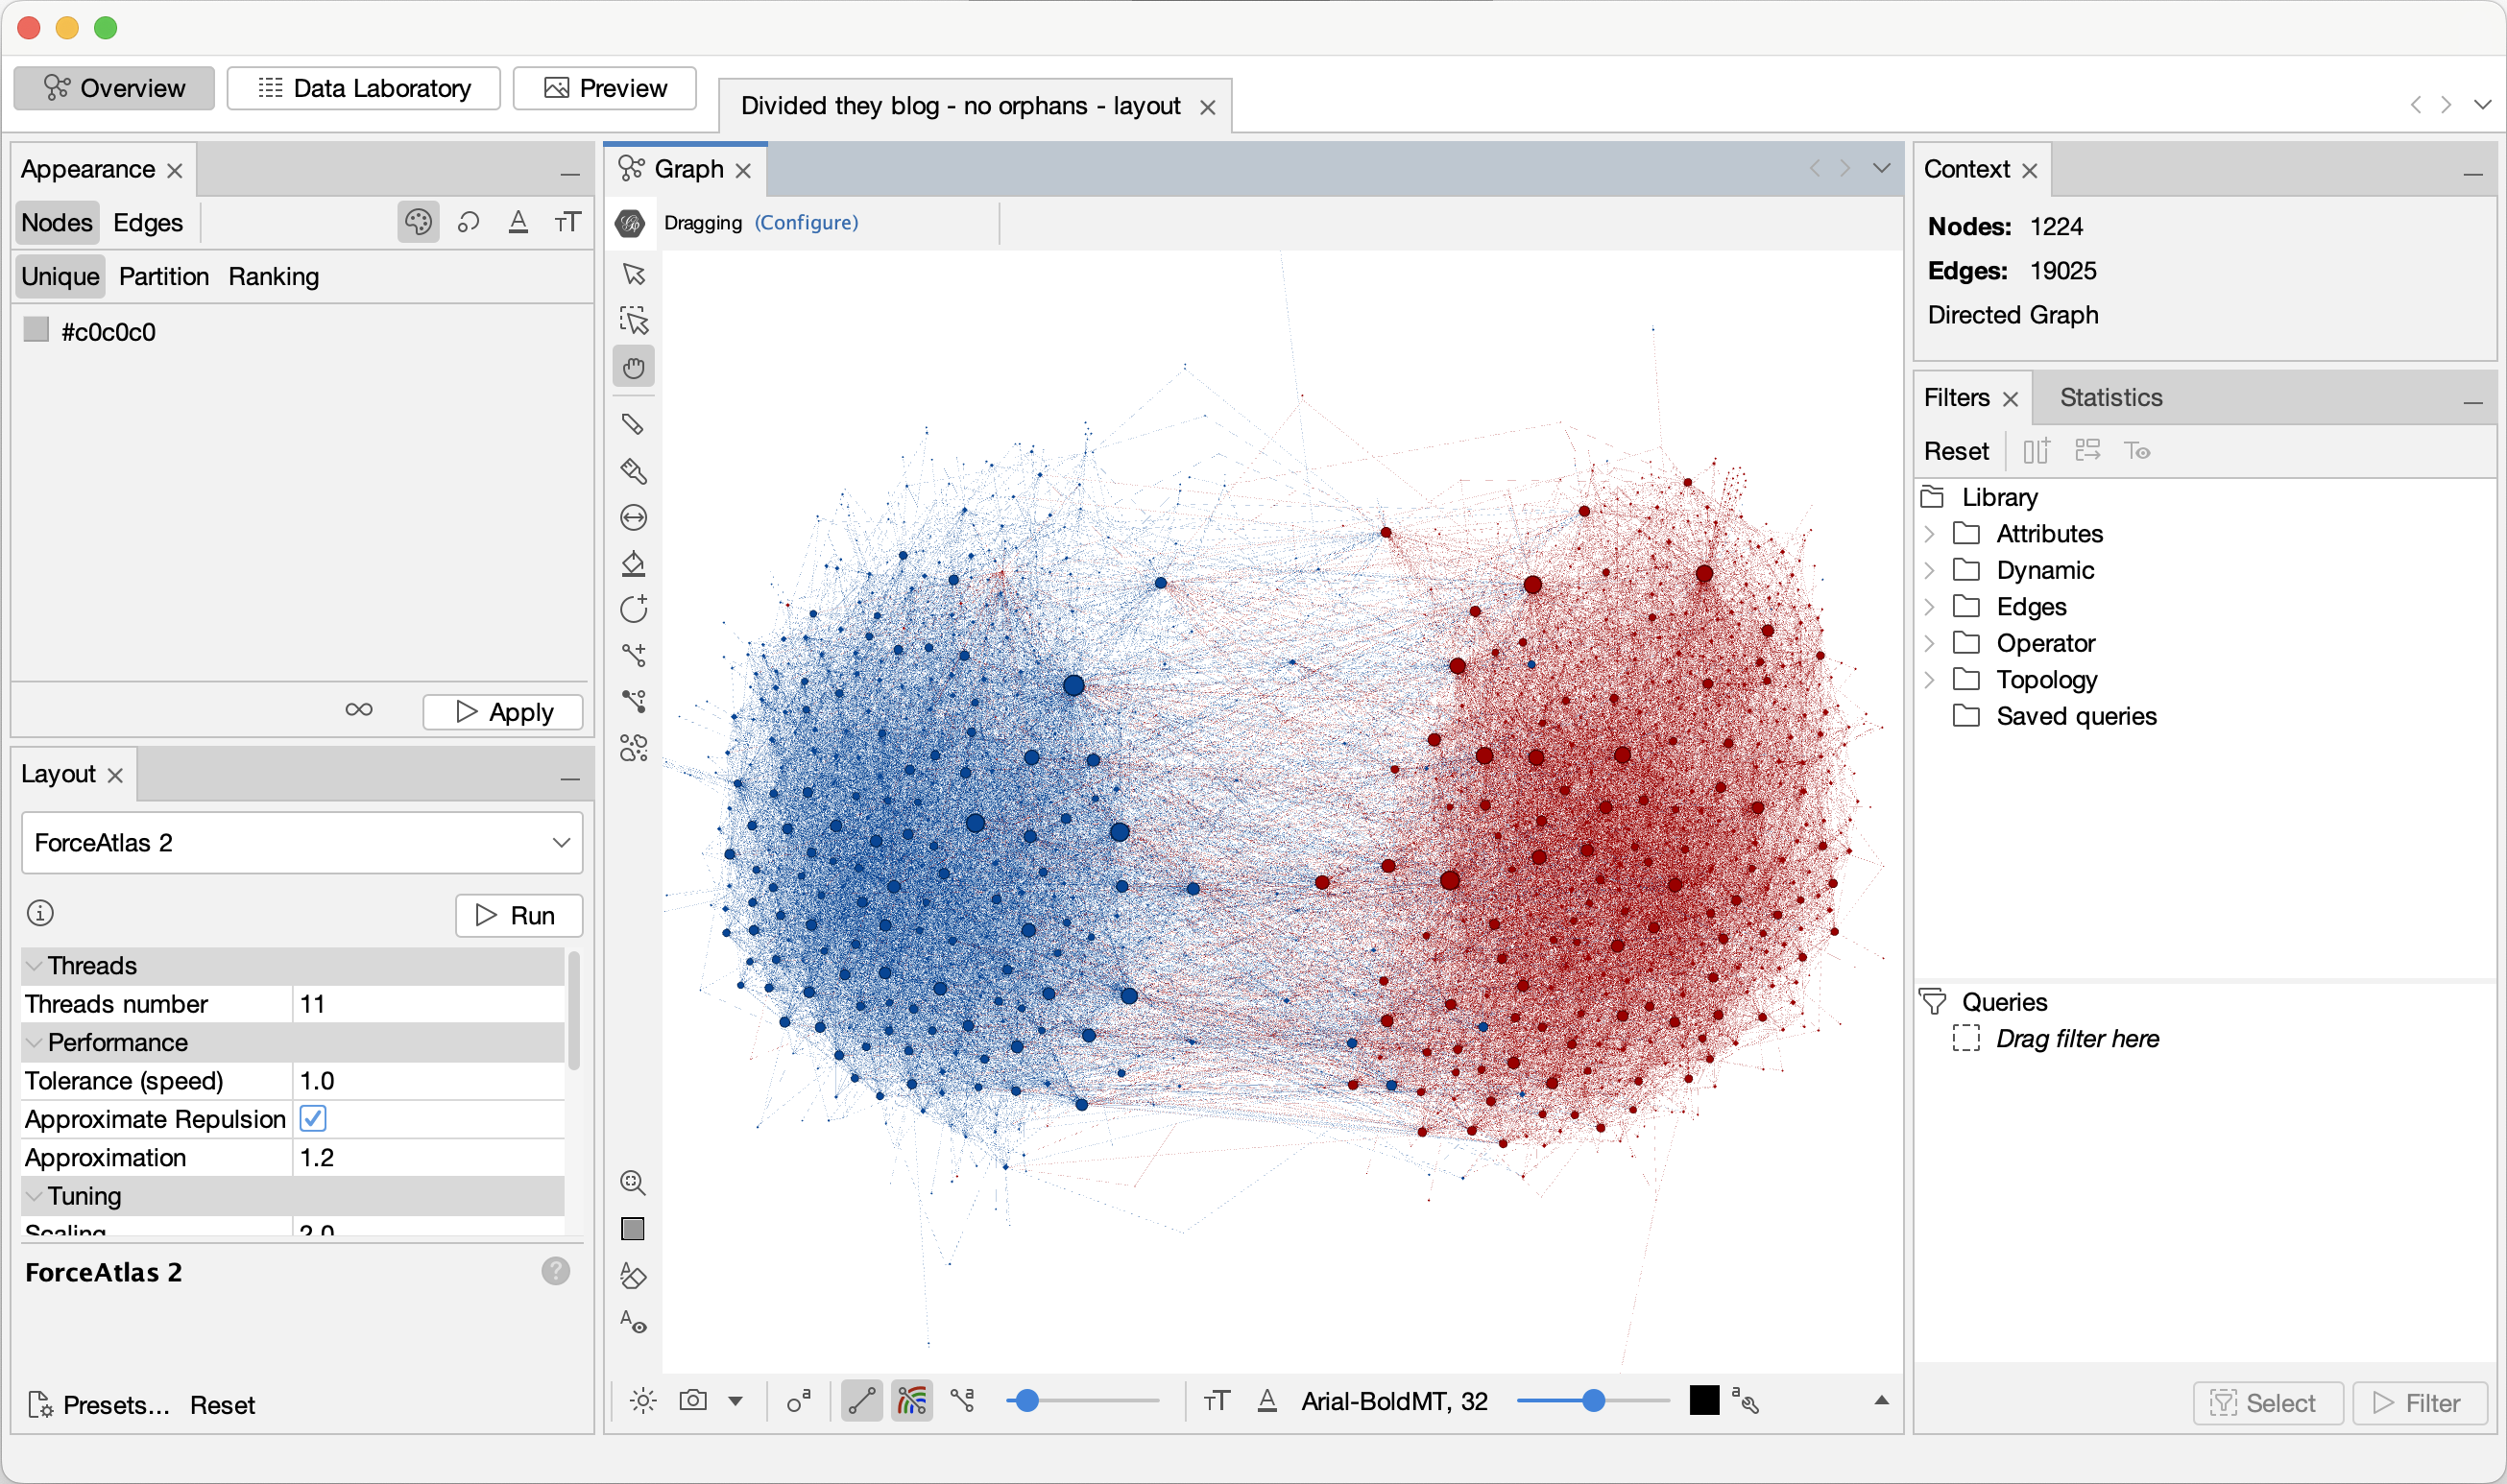 Overview
Data Laboratory
Preview
Divided they blog - no orphans - layout
Appearance
Nodes Edges
Unique Partition Ranking
#c0c0c0
Apply
Layout
ForceAtlas 2
Run
Threads
Threads number 11
Performance
Tolerance (speed) 1.0
Approximate Repulsion
Approximation 1.2
Tuning
Scaling 2.0
ForceAtlas 2
Presets... Reset
Graph
Dragging (Configure)
Arial-BoldMT, 32
Context
Nodes: 1224
Edges: 19025
Directed Graph
Filters Statistics
Reset
Library
Attributes
Dynamic
Edges
Operator
Topology
Saved queries
Queries
Drag filter here
Select Filter